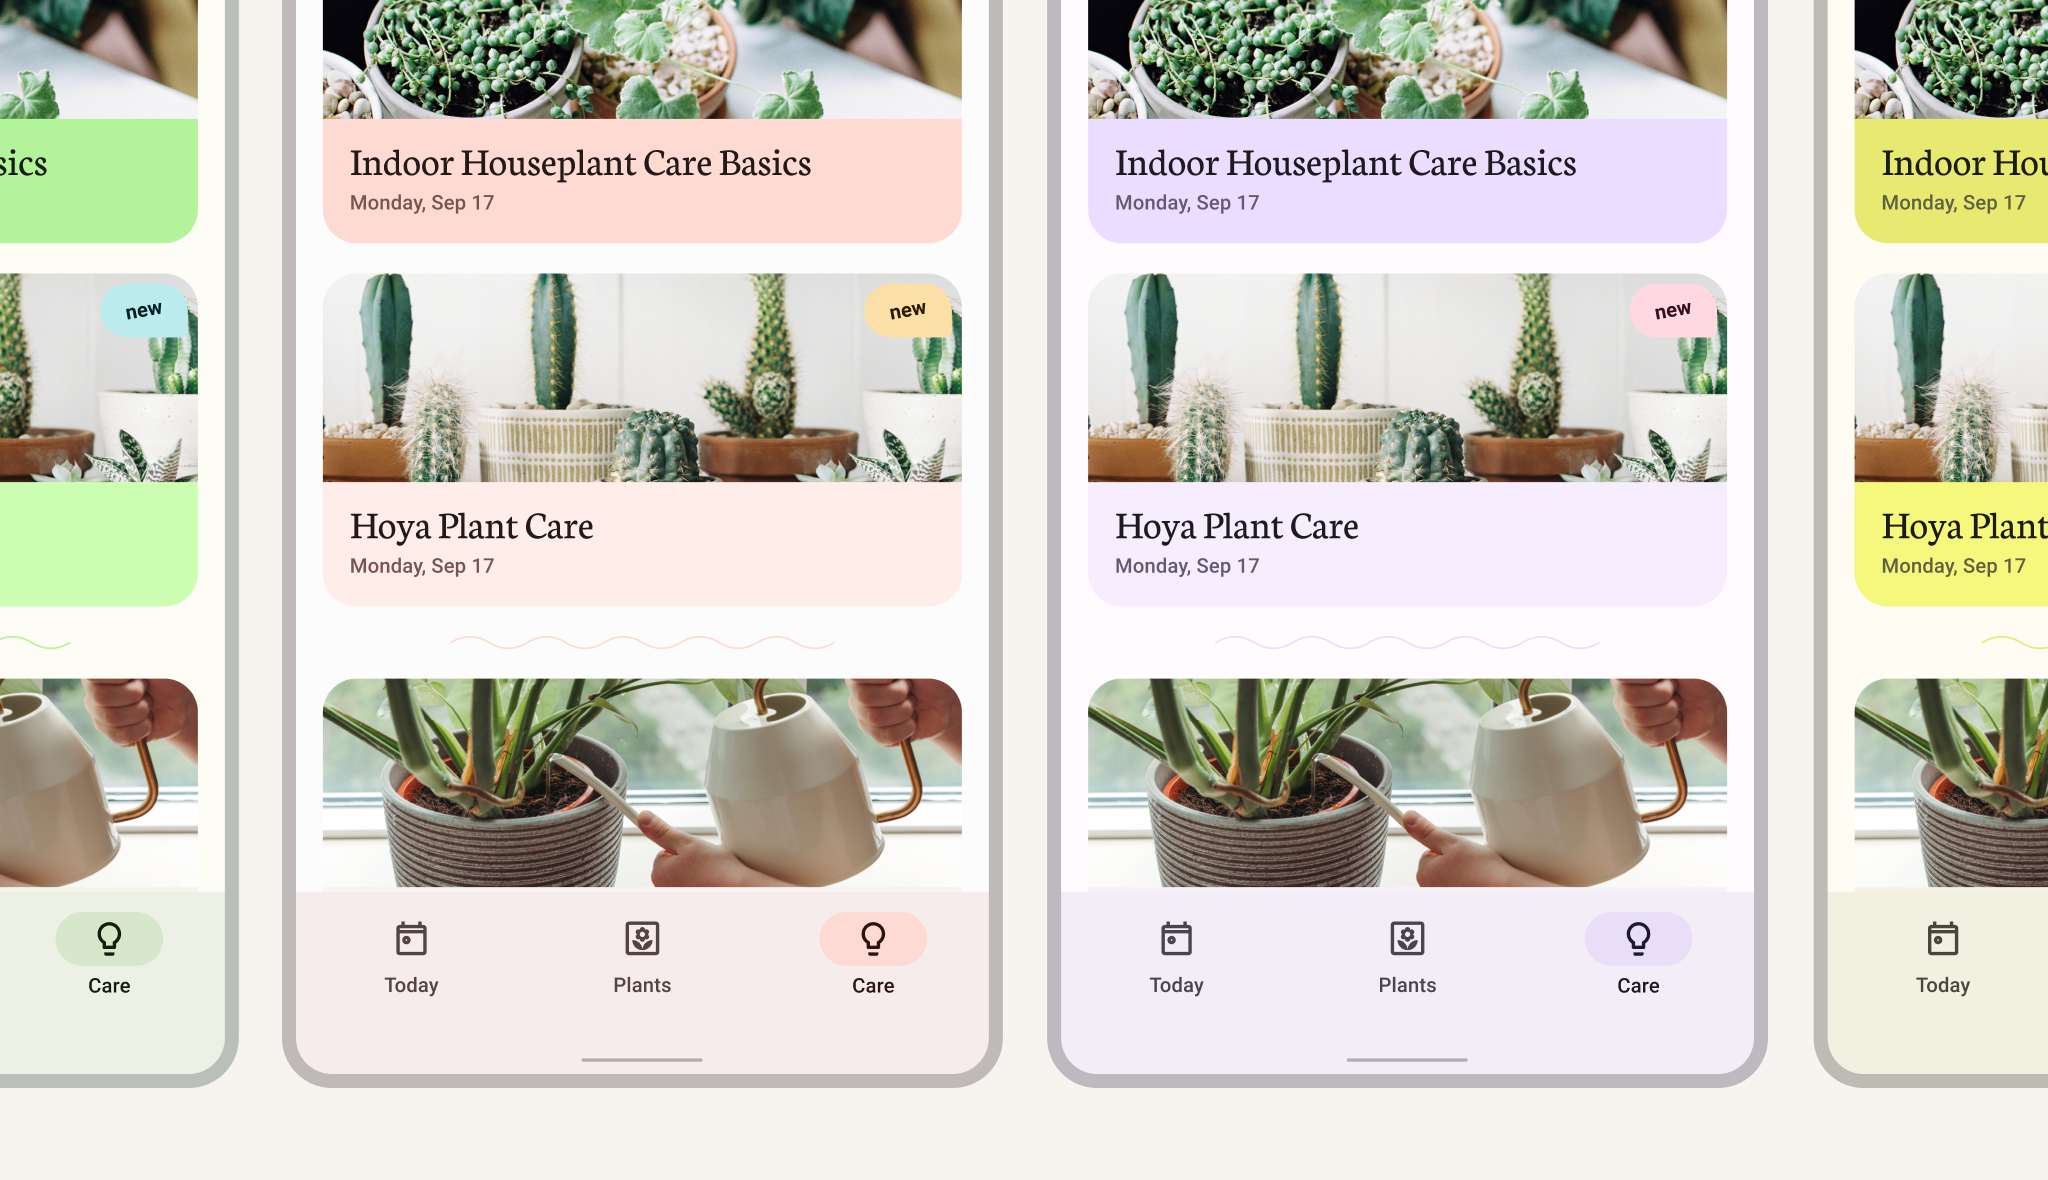 sics
new
Care
Indoor Houseplant Care Basics
Monday, Sep 17
new
Hoya Plant Care
Monday, Sep 17
Today
Plants
Care
Indoor Houseplant Care Basics
Monday, Sep 17
new
Hoya Plant Care
Monday, Sep 17
Today
Plants
Care
Indoor Hou
Monday, Sep 17
Hoya Plant
Monday, Sep 17
Today